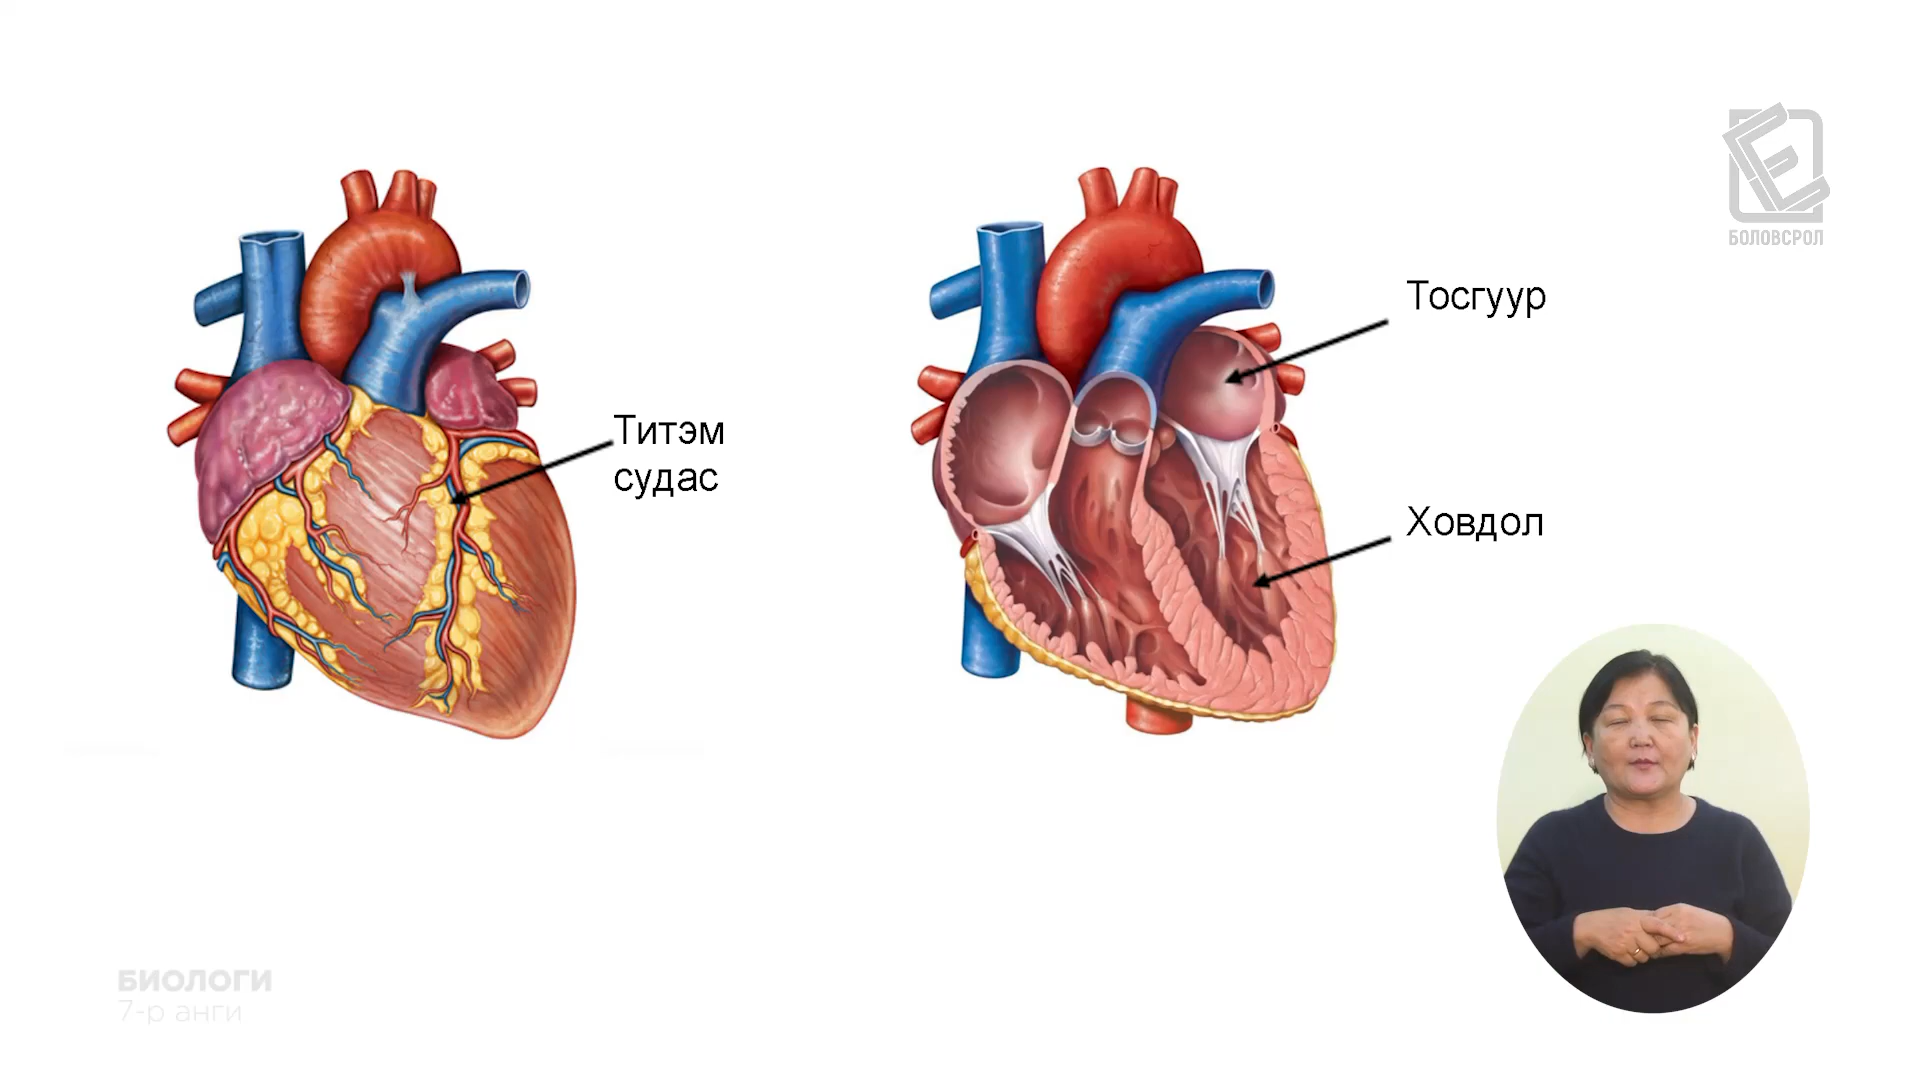 БОЛОВСРОЛ
Тосгуур
Титэм
судас
Ховдол
БИОЛОГИ
7-р анги